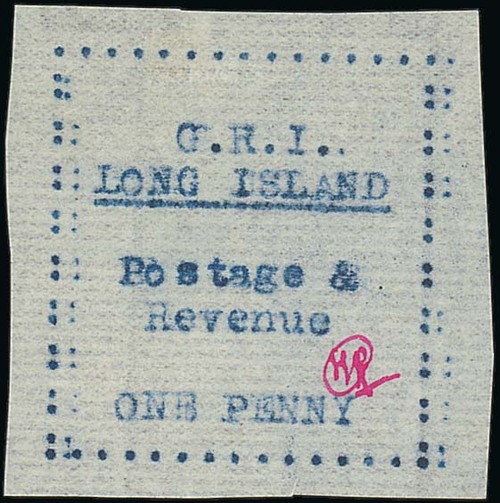 G.R.I.
LONG ISLAND
Postage &
Revenue
ONE PENNY